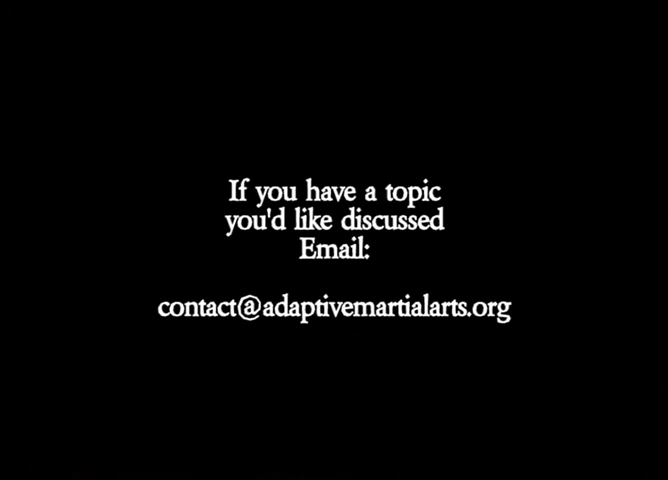 If you have a topic
you'd like discussed
Email:
contact@adaptivemartialarts.org